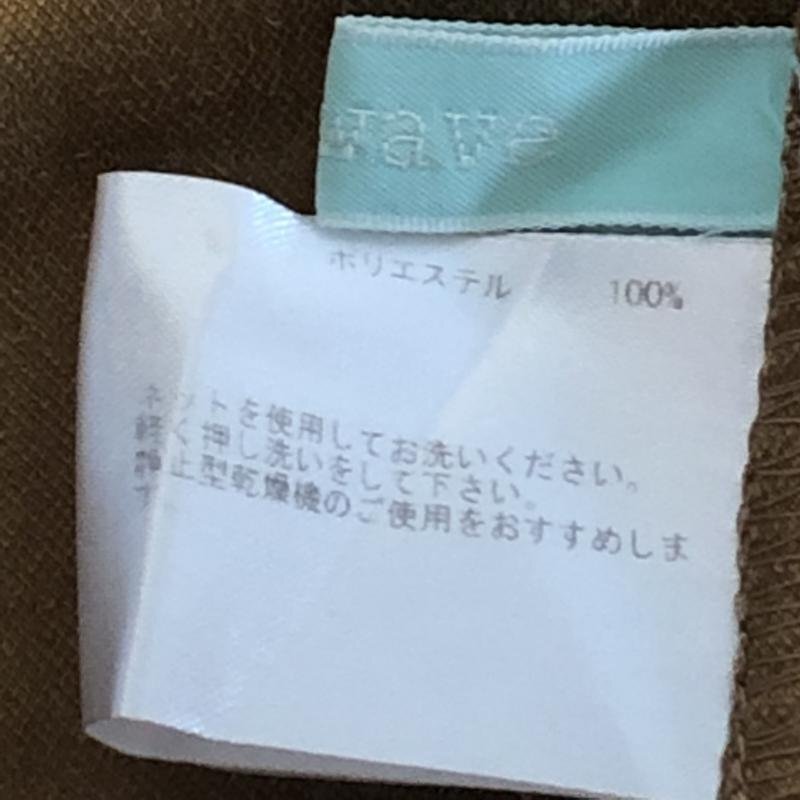 wave
ポリエステル 100%
ネットを使用してお洗いください。
軽く押し洗いをして下さい。
静止型乾燥機のご使用をおすすめしま
す